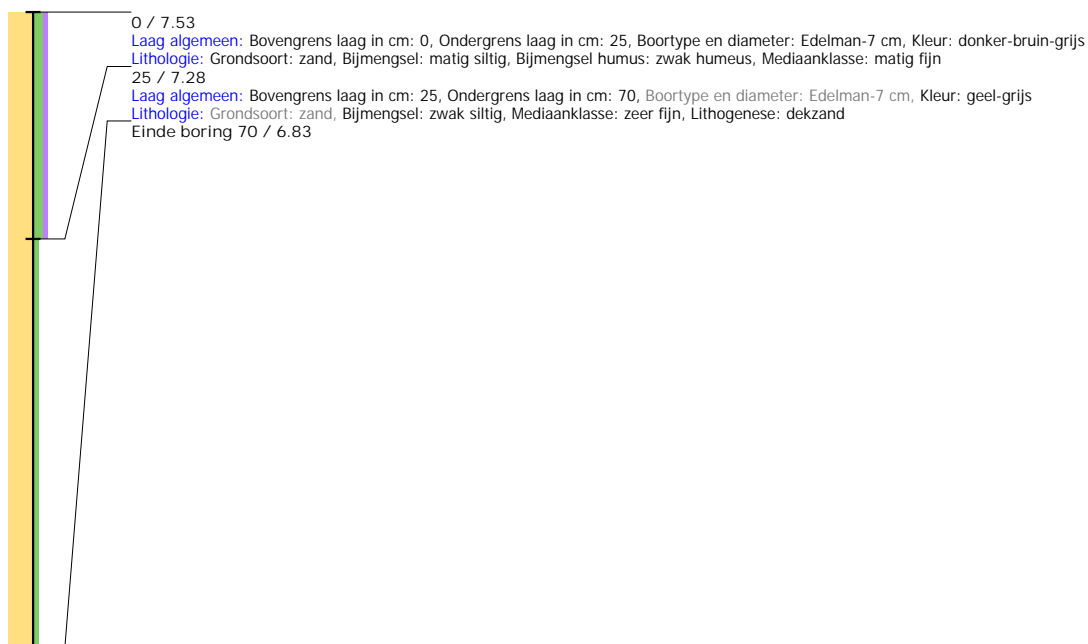 0 / 7.53
Laag algemeen: Bovengrens laag in cm: 0, Ondergrens laag in cm: 25, Boortype en diameter: Edelman-7 cm, Kleur: donker-bruin-grijs
Lithologie: Grondsoort: zand, Bijmengsel: matig siltig, Bijmengsel humus: zwak humeus, Mediaanklasse: matig fijn
25 / 7.28
Laag algemeen: Bovengrens laag in cm: 25, Ondergrens laag in cm: 70, Boortype en diameter: Edelman-7 cm, Kleur: geel-grijs
Lithologie: Grondsoort: zand, Bijmengsel: zwak siltig, Mediaanklasse: zeer fijn, Lithogenese: dekzand
Einde boring 70 / 6.83